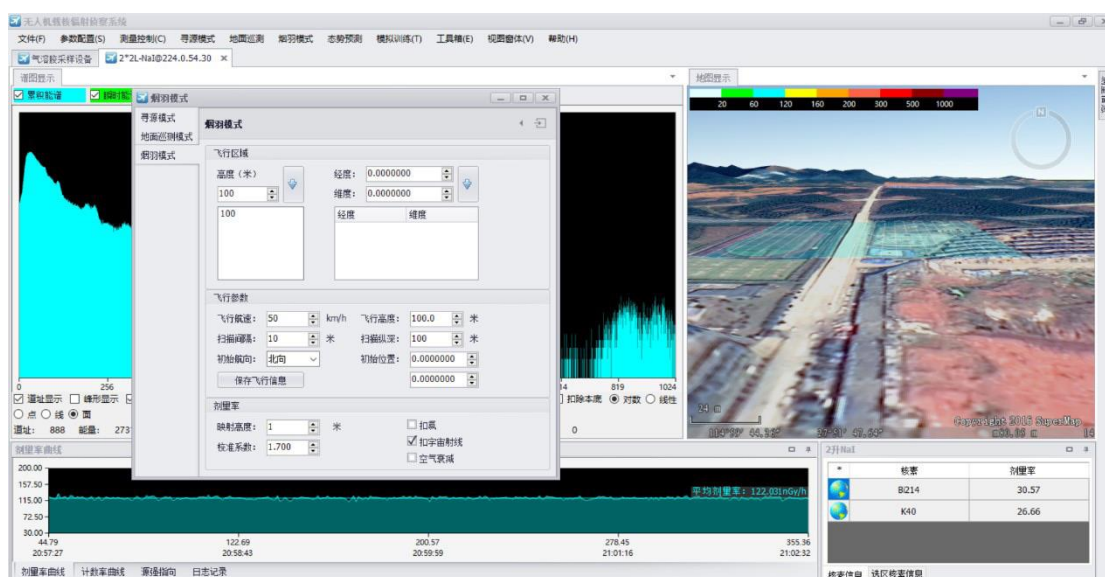 无人机载核辐射侦察系统
文件(F) 参数配置(S) 测量控制(C) 寻源模式 地面巡测 烟羽模式 态势预测 模拟训练(T) 工具箱(E) 视图窗体(V) 帮助(H)
气溶胶采样设备 2*2L-NaI@224.0.54.30 ×
谱图显示
地图显示
累积能谱
烟羽模式
20 60 120 160 200 300 500 1000
N
寻源模式
地面巡测模式
烟羽模式
烟羽模式
飞行区域
高度（米）
经度： 0.0000000
100
维度： 0.0000000
100
经度 维度
飞行参数
飞行航速： 50 km/h 飞行高度： 100.0 米
扫描间隔： 10 米 扫描纵深： 100 米
初始航向： 北向 初始位置： 0.0000000
保存飞行信息 0.0000000
剂量率
映射高度： 1 米 扣氡
校准系数： 1.700 扣宇宙射线
空气衰减
0 256 819 1024
道址显示 峰形显示 扣除本底 对数 线性
点 线 面
道址: 888 能量: 273 0
24 m
Copyright 2016 SuperMap
剂量率曲线
200.00
157.50
115.00
72.50
30.00
平均剂量率：122.031nGy/h
44.79 122.69 200.57 278.45 355.36
20:57:27 20:58:43 20:59:59 21:01:16 21:02:32
剂量率曲线 计数率曲线 源强指向 日志记录
2升NaI
* 核素 剂量率
Bi214 30.57
K40 26.66
核素信息 选区核素信息